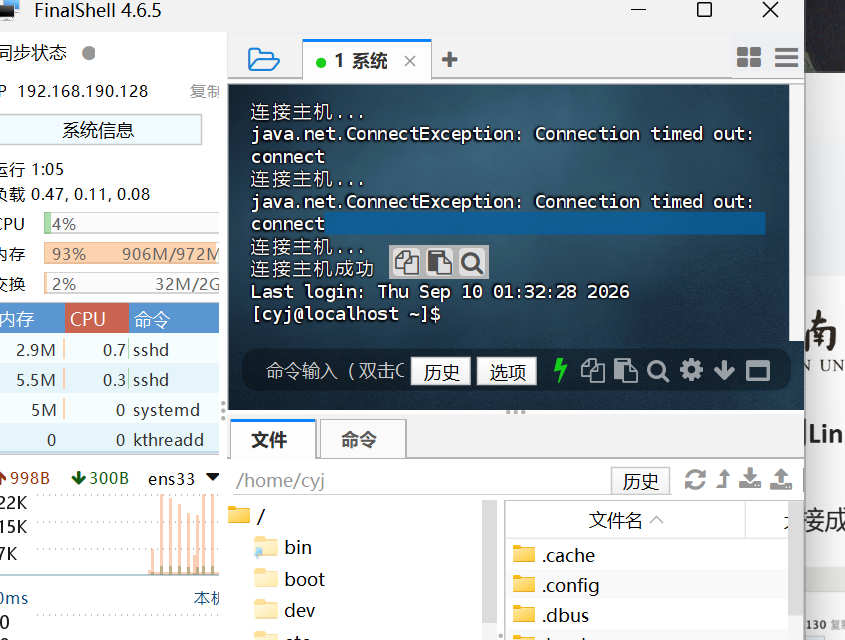 FinalShell 4.6.5
同步状态
P 192.168.190.128 复制
系统信息
运行 1:05
负载 0.47, 0.11, 0.08
CPU 4%
内存 93% 906M/972M
交换 2% 32M/2G
内存 CPU 命令
2.9M 0.7 sshd
5.5M 0.3 sshd
5M 0 systemd
0 0 kthreadd
998B 300B ens33
22K
15K
7K
0ms 本机
0
1 系统
连接主机...
java.net.ConnectException: Connection timed out:
connect
连接主机...
java.net.ConnectException: Connection timed out:
connect
连接主机...
连接主机成功
Last login: Thu Sep 10 01:32:28 2026
[cyj@localhost ~]$
命令输入（双击C 历史 选项
文件 命令
/home/cyj 历史
/
bin
boot
dev
etc
文件名
.cache
.config
.dbus
南
N UN
Lin
接成
.130 复制